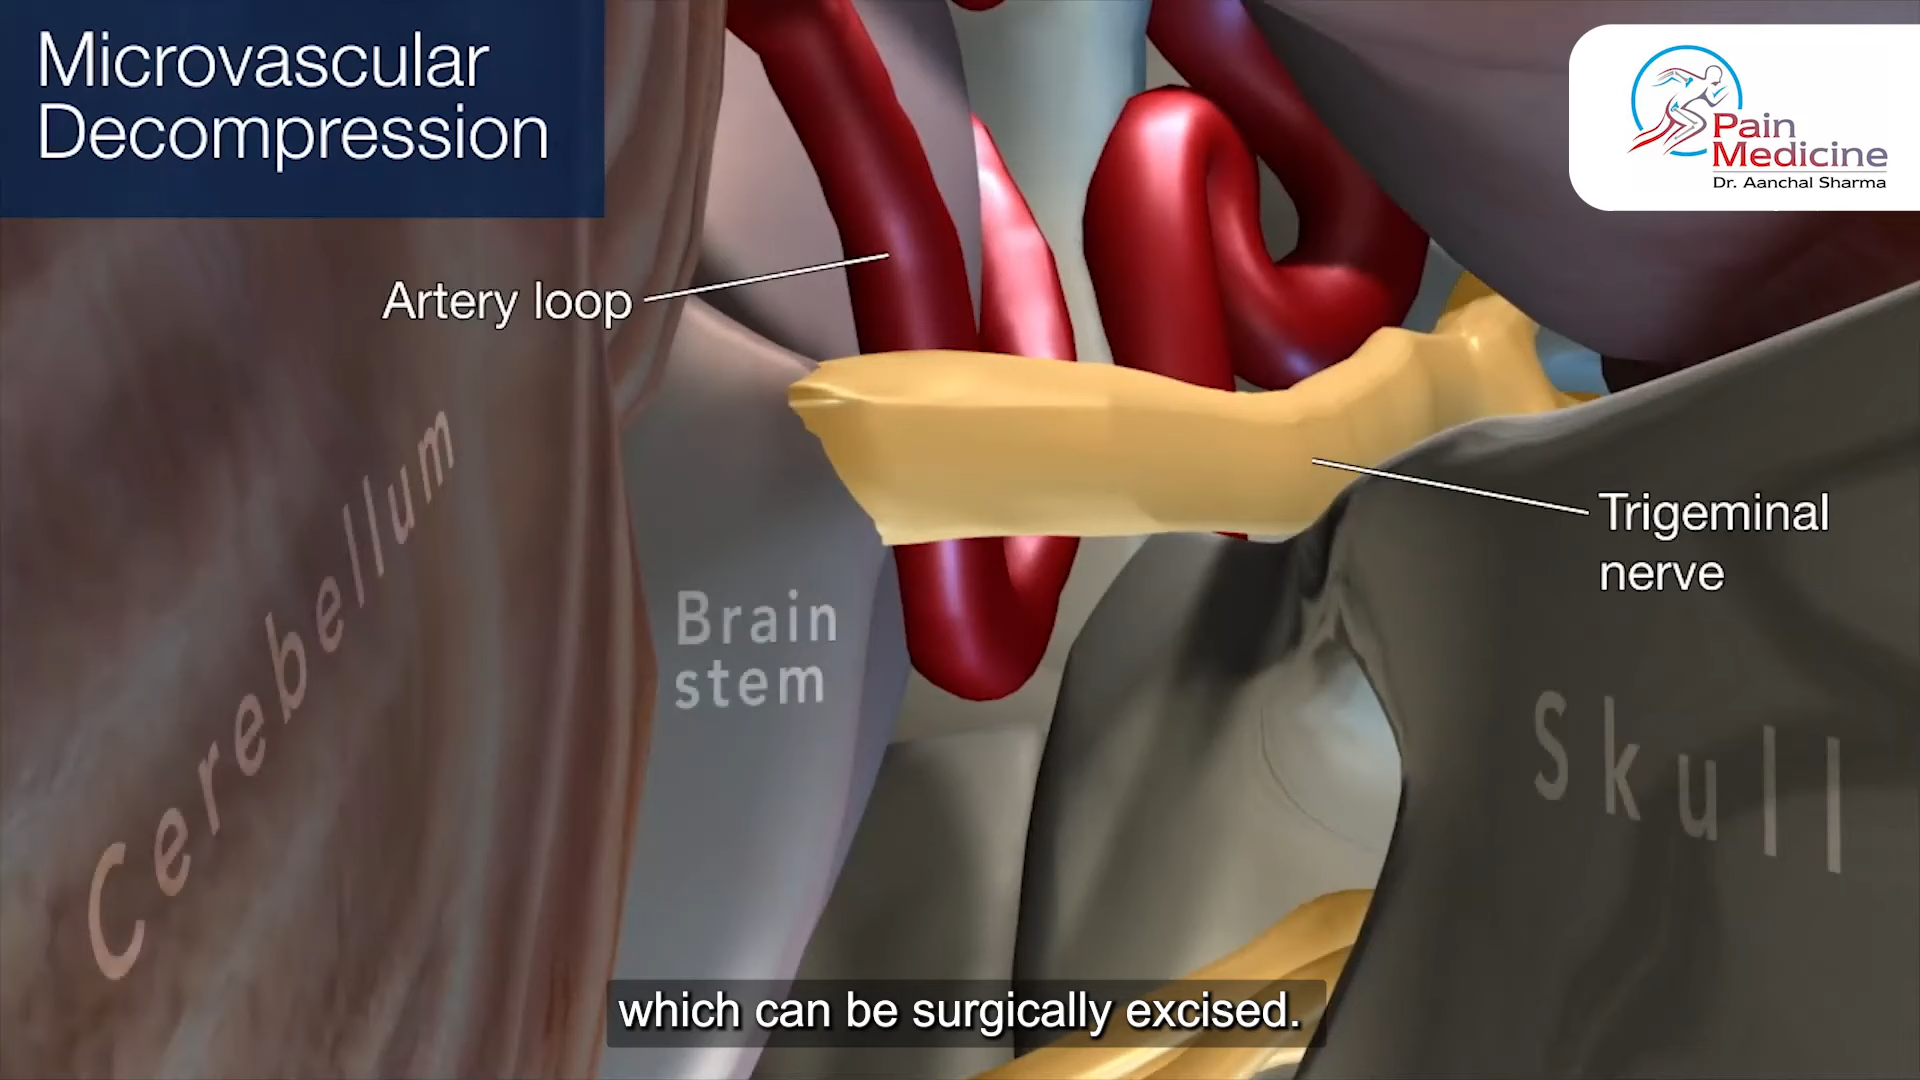 Microvascular
Decompression
Pain
Medicine
Dr. Aanchal Sharma
Artery loop
Cerebellum
Trigeminal
nerve
Brain
stem
Skull
which can be surgically excised.